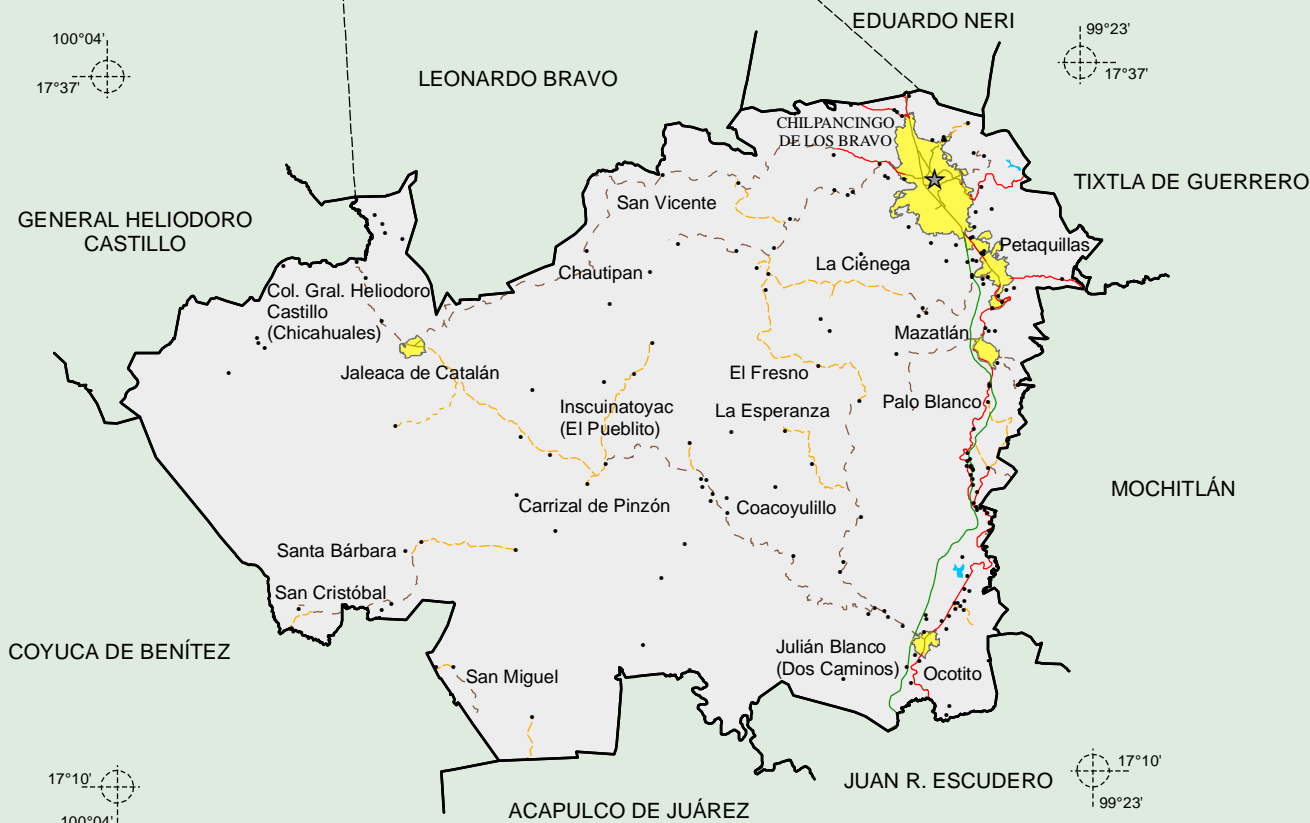 EDUARDO NERI
100°04'
99°23'
17°37'
17°37'
LEONARDO BRAVO
CHILPANCINGO
DE LOS BRAVO
TIXTLA DE GUERRERO
San Vicente
GENERAL HELIODORO
CASTILLO
Petaquillas
La Ciénega
Chautipan
Col. Gral. Heliodoro
Castillo
(Chicahuales)
Mazatlán
Jaleaca de Catalán
El Fresno
Palo Blanco
Inscuinatoyac
(El Pueblito)
La Esperanza
MOCHITLÁN
Carrizal de Pinzón
Coacoyulillo
Santa Bárbara
San Cristóbal
COYUCA DE BENÍTEZ
Julián Blanco
(Dos Caminos)
Ocotito
San Miguel
17°10'
17°10'
JUAN R. ESCUDERO
99°23'
ACAPULCO DE JUÁREZ
100°04'